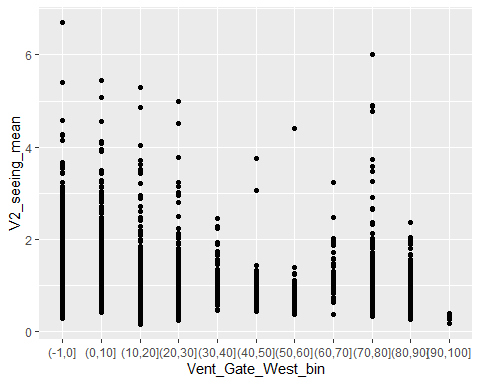 6
4
2
0
V2_seeing_mean
(-1,0] (0,10] (10,20] (20,30] (30,40] (40,50] (50,60] (60,70] (70,80] (80,90] (90,100]
Vent_Gate_West_bin